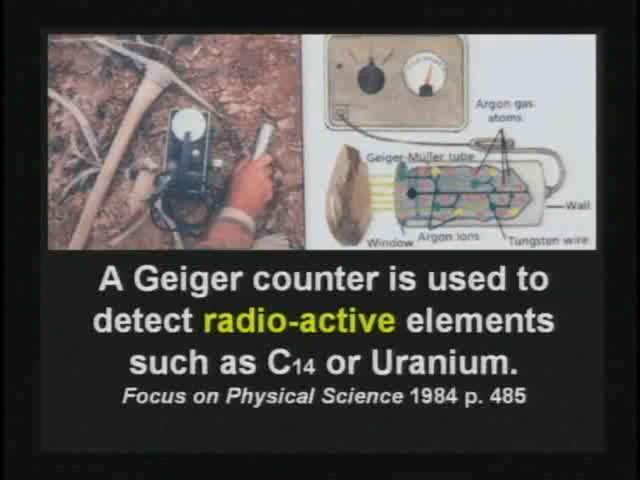 Argon gas
atoms
Geiger-Müller tube
Wall
Window
Argon ions
Tungsten wire
A Geiger counter is used to
detect radio-active elements
such as C14 or Uranium.
Focus on Physical Science 1984 p. 485